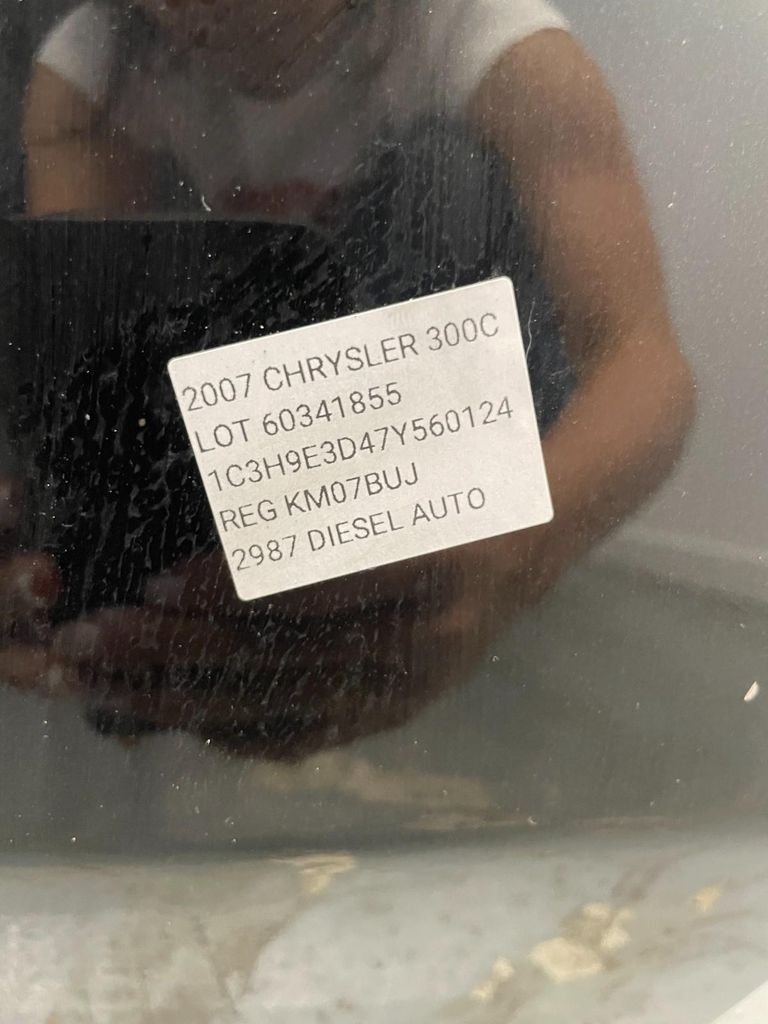 2007 CHRYSLER 300C
LOT 60341855
1C3H9E3D47Y560124
REG KM07BUJ
2987 DIESEL AUTO